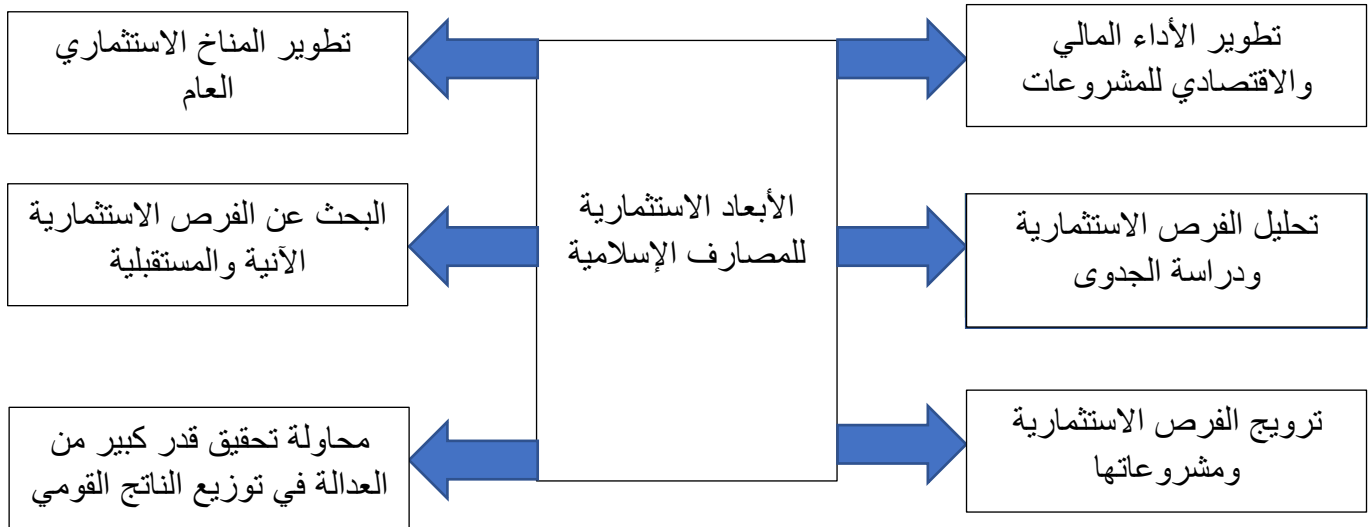 تطوير الأداء المالي
والاقتصادي للمشروعات
تحليل الفرص الاستثمارية
ودراسة الجدوى
ترويج الفرص الاستثمارية
ومشروعاتها
الأبعاد الاستثمارية
للمصارف الإسلامية
تطوير المناخ الاستثماري
العام
البحث عن الفرص الاستثمارية
الآنية والمستقبلية
محاولة تحقيق قدر كبير من
العدالة في توزيع الناتج القومي